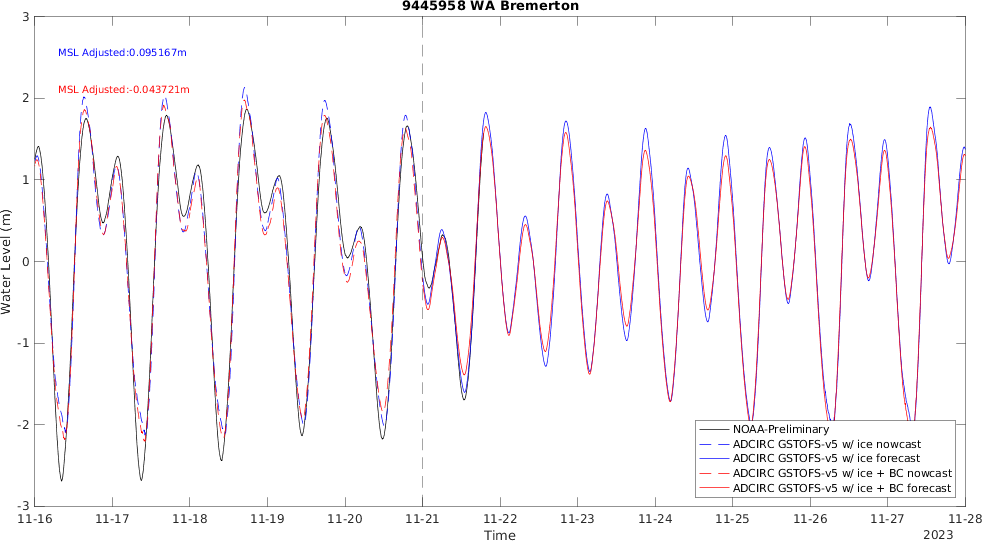 9445958 WA Bremerton
3
MSL Adjusted:0.095167m
MSL Adjusted:-0.043721m
2
1
0
-1
-2
-3
Water Level (m)
NOAA-Preliminary
ADCIRC GSTOFS-v5 w/ ice nowcast
ADCIRC GSTOFS-v5 w/ ice forecast
ADCIRC GSTOFS-v5 w/ ice + BC nowcast
ADCIRC GSTOFS-v5 w/ ice + BC forecast
11-16 11-17 11-18 11-19 11-20 11-21 11-22 11-23 11-24 11-25 11-26 11-27 11-28
Time
2023